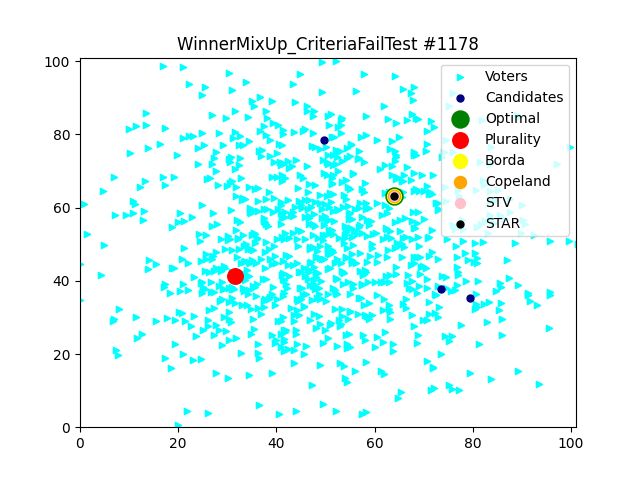 WinnerMixUp_CriteriaFailTest #1178
100
80
60
40
20
0
0
20
40
60
80
100
Voters
Candidates
Optimal
Plurality
Borda
Copeland
STV
STAR